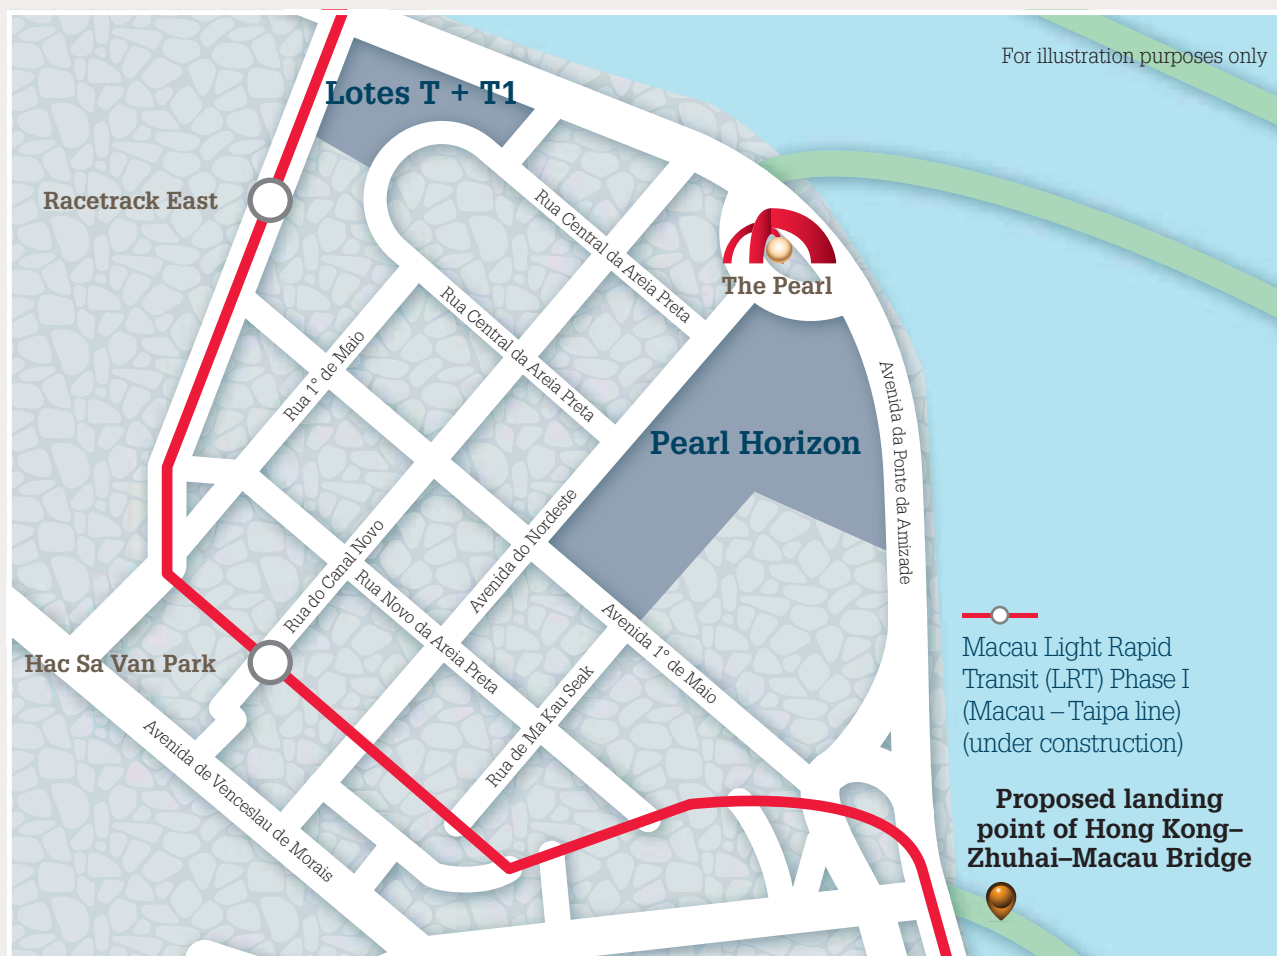 For illustration purposes only
Lotes T + T1
Racetrack East
Rua Central da Areia Preta
The Pearl
Rua Central da Areia Preta
Rua 1° de Maio
Avenida da Ponte da Amizade
Pearl Horizon
Avenida do Nordeste
Rua do Canal Novo
Rua Novo da Areia Preta
Avenida 1° de Maio
Hac Sa Van Park
Rua de Ma Kau Seak
Avenida de Venceslau de Morais
Macau Light Rapid
Transit (LRT) Phase I
(Macau – Taipa line)
(under construction)
Proposed landing
point of Hong Kong–
Zhuhai–Macau Bridge